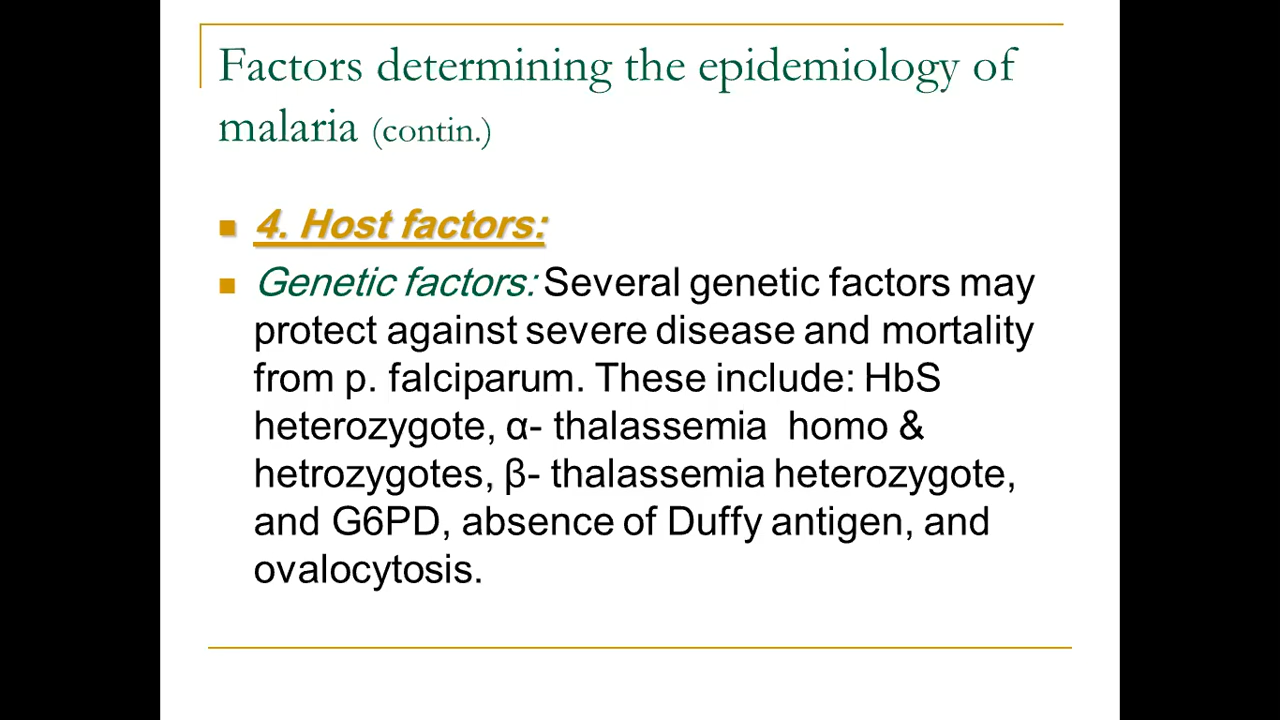 Factors determining the epidemiology of
malaria (contin.)
4. Host factors:
Genetic factors: Several genetic factors may
protect against severe disease and mortality
from p. falciparum. These include: HbS
heterozygote, α- thalassemia homo &
hetrozygotes, β- thalassemia heterozygote,
and G6PD, absence of Duffy antigen, and
ovalocytosis.